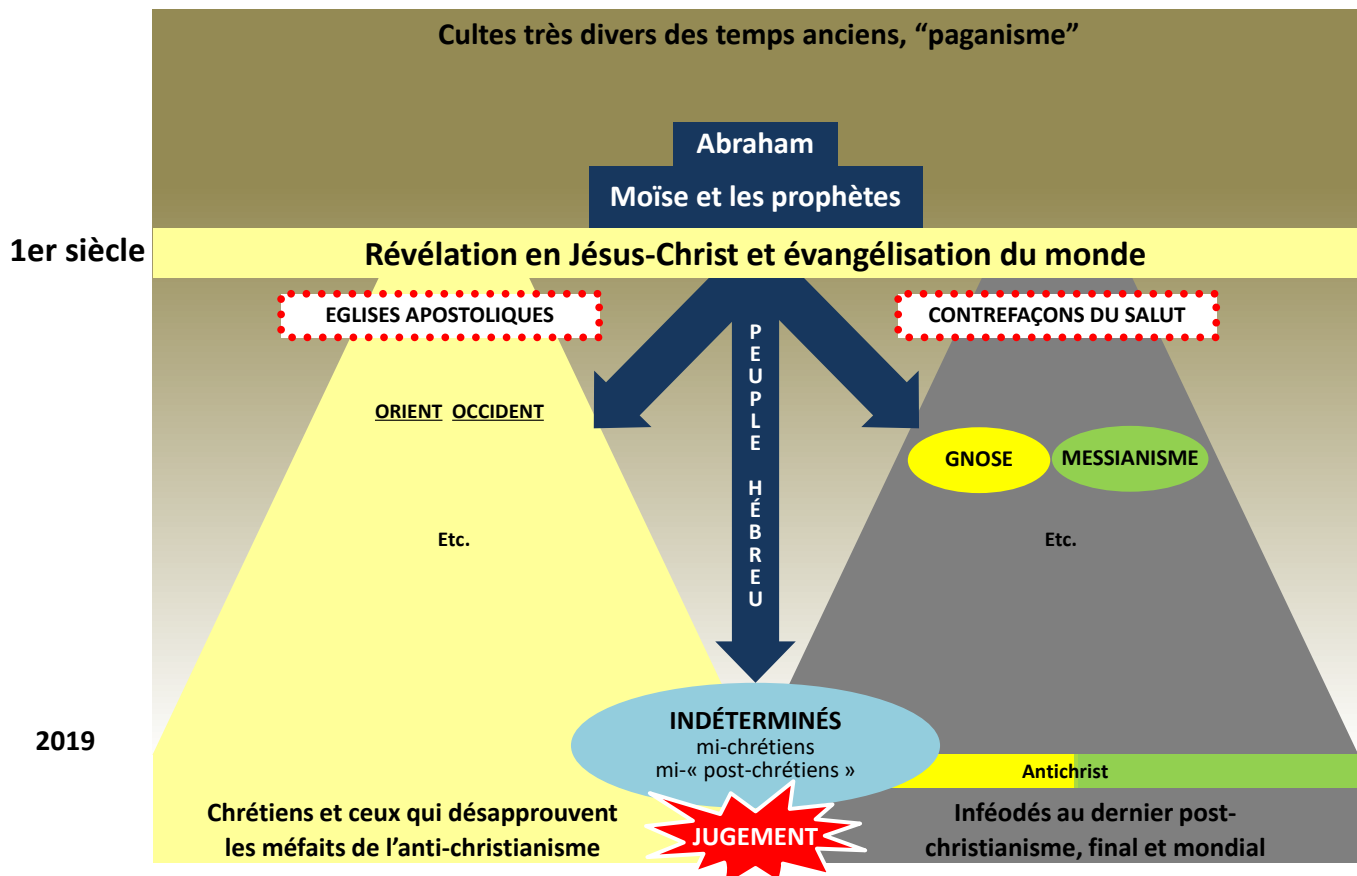 Cultes très divers des temps anciens, “paganisme”
Abraham
Moïse et les prophètes
1er siècle
Révélation en Jésus-Christ et évangélisation du monde
EGLISES APOSTOLIQUES
CONTREFAÇONS DU SALUT
PEUPLE HÉBREU
ORIENT OCCIDENT
GNOSE
MESSIANISME
Etc.
Etc.
2019
INDÉTERMINÉS
mi-chrétiens
mi-« post-chrétiens »
Antichrist
Chrétiens et ceux qui désapprouvent
les méfaits de l’anti-christianisme
JUGEMENT
Inféodés au dernier post-
christianisme, final et mondial